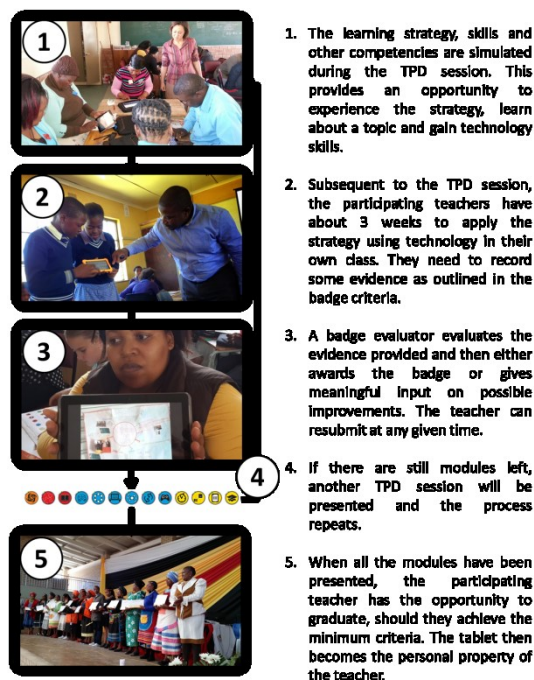 1
2
3
4
5
1. The learning strategy, skills and
other competencies are simulated
during the TPD session. This
provides an opportunity to
experience the strategy, learn
about a topic and gain technology
skills.
2. Subsequent to the TPD session,
the participating teachers have
about 3 weeks to apply the
strategy using technology in their
own class. They need to record
some evidence as outlined in the
badge criteria.
3. A badge evaluator evaluates the
evidence provided and then either
awards the badge or gives
meaningful input on possible
improvements. The teacher can
resubmit at any given time.
4. If there are still modules left,
another TPD session will be
presented and the process
repeats.
5. When all the modules have been
presented, the participating
teacher has the opportunity to
graduate, should they achieve the
minimum criteria. The tablet then
becomes the personal property of
the teacher.